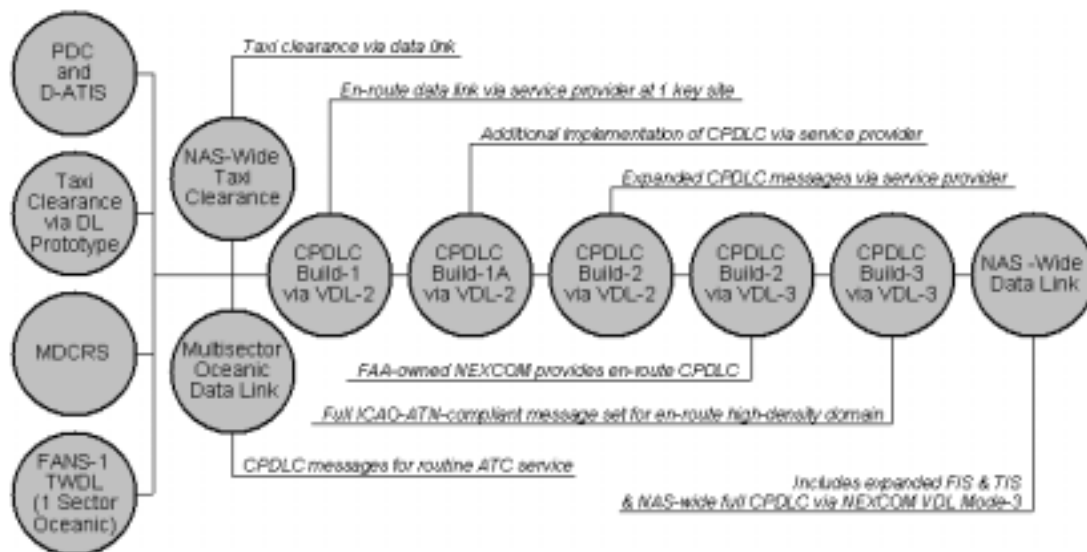 PDC
and
D-ATIS
Taxi clearance via data link
En-route data link via service provider at 1 key site
Additional implementation of CPDLC via service provider
NAS-Wide
Taxi
Clearance
Expanded CPDLC messages via service provider
Taxi
Clearance
via DL
Prototype
CPDLC
Build-1
via VDL-2
CPDLC
Build-1A
via VDL-2
CPDLC
Build-2
via VDL-2
CPDLC
Build-2
via VDL-3
CPDLC
Build-3
via VDL-3
NAS -Wide
Data Link
MDCRS
Multisector
Oceanic
Data Link
FAA-owned NEXCOM provides en-route CPDLC
Full ICAO-ATN-compliant message set for en-route high-density domain
CPDLC messages for routine ATC service
FANS-1
TWDL
(1 Sector
Oceanic)
Includes expanded FIS & TIS
& NAS-wide full CPDLC via NEXCOM VDL Mode-3